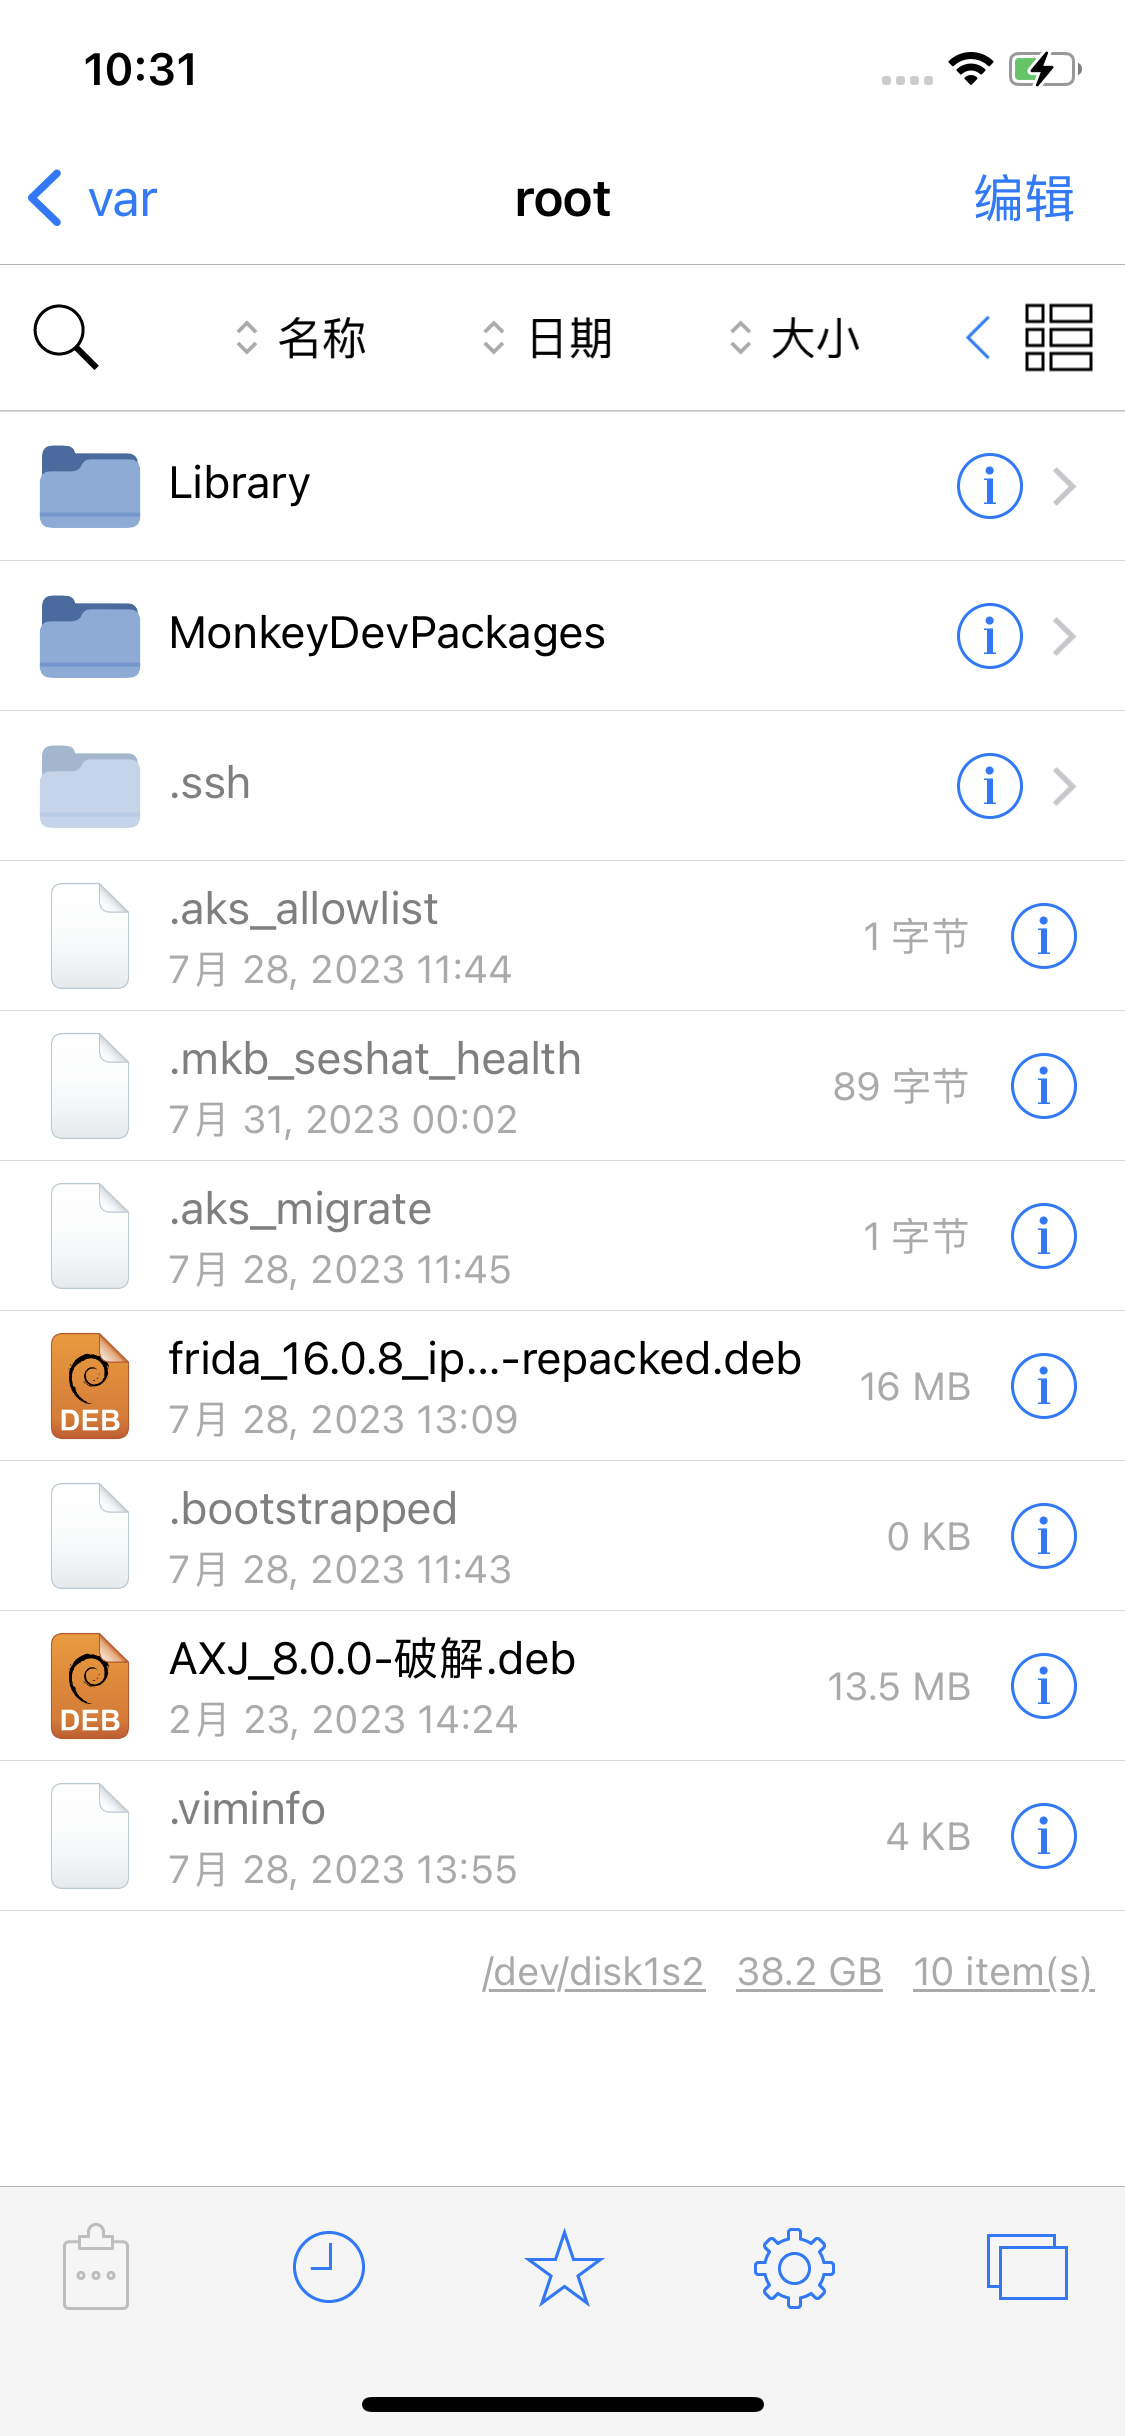 10:31
var
root
编辑
名称
日期
大小
Library
MonkeyDevPackages
.ssh
.aks_allowlist
7月 28, 2023 11:44
1 字节
.mkb_seshat_health
7月 31, 2023 00:02
89 字节
.aks_migrate
7月 28, 2023 11:45
1 字节
DEB
frida_16.0.8_ip...-repacked.deb
7月 28, 2023 13:09
16 MB
.bootstrapped
7月 28, 2023 11:43
0 KB
DEB
AXJ_8.0.0-破解.deb
2月 23, 2023 14:24
13.5 MB
.viminfo
7月 28, 2023 13:55
4 KB
/dev/disk1s2 38.2 GB 10 item(s)